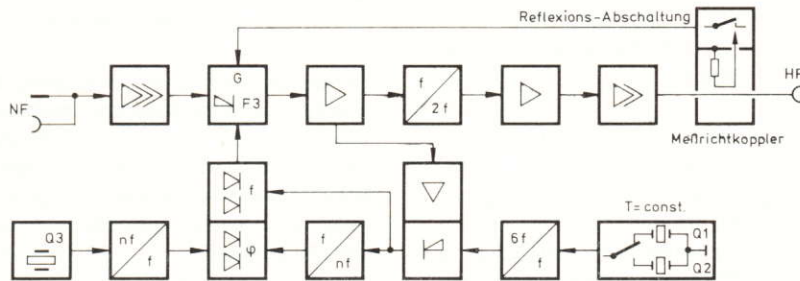 Reflexions-Abschaltung
G
F3
f
2f
NF
HF
Meßrichtkoppler
f
T= const.
Q3
nf
f
φ
f
nf
6f
f
Q1
Q2